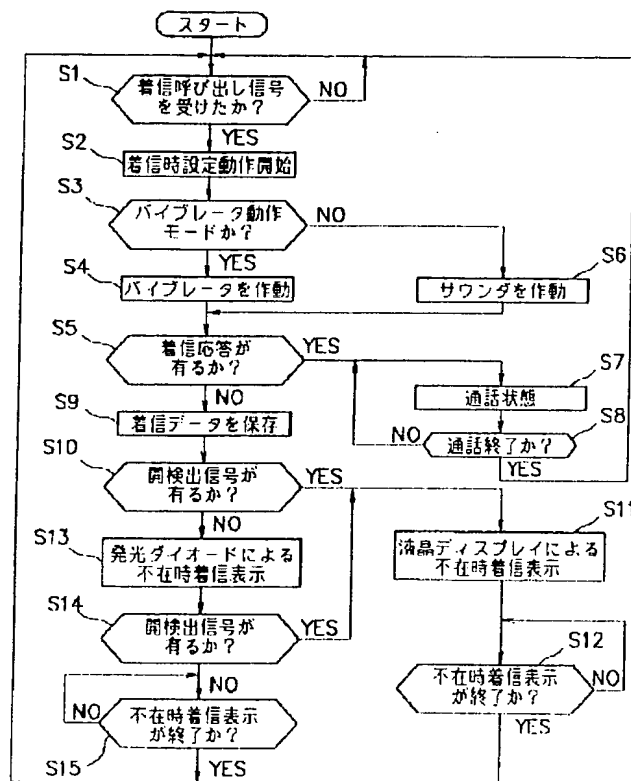 スタート
S1
着信呼び出し信号
を受けたか?
NO
YES
S2
着信時設定動作開始
S3
バイブレータ動作
モードか?
NO
YES
S4
バイブレータを作動
S6
サウンダを作動
S5
着信応答が
有るか?
YES
NO
S7
通話状態
S9
着信データを保存
S8
通話終了か?
NO
YES
S10
開検出信号が
有るか?
YES
NO
S11
液晶ディスプレイによる
不在時着信表示
S13
発光ダイオードによる
不在時着信表示
S14
開検出信号が
有るか?
YES
NO
S12
不在時着信表示
が終了か?
NO
YES
不在時着信表示
が終了か?
NO
S15
YES